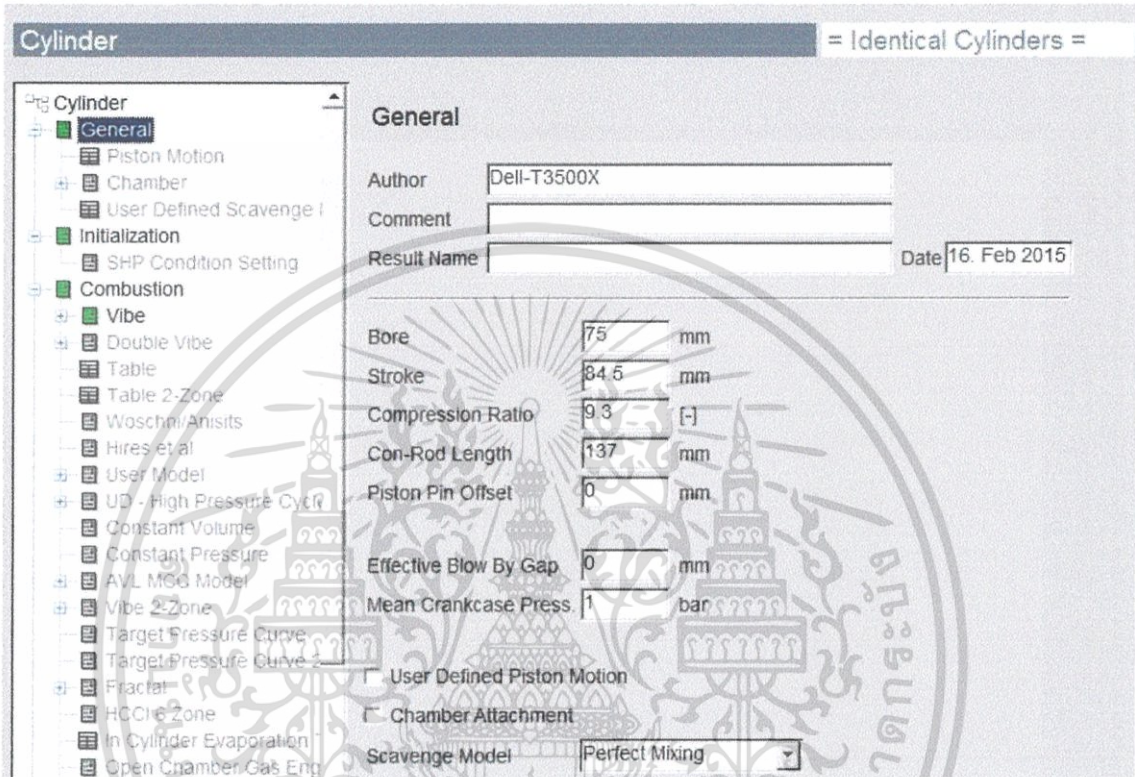 Cylinder
= Identical Cylinders =
Cylinder
General
Piston Motion
Chamber
User Defined Scavenge
Initialization
SHP Condition Setting
Combustion
Vibe
Double Vibe
Table
Table 2-Zone
Woschni/Anisits
Hires et al
User Model
UD - High Pressure Cycle
Constant Volume
Constant Pressure
AVL MCC Model
Vibe 2-Zone
Target Pressure Curve
Target Pressure Curve 2
Fractal
HCCI 6 Zone
In Cylinder Evaporation
Open Chamber Gas Eng
General
Author Dell-T3500X
Comment
Result Name Date 16. Feb 2015
Bore 75 mm
Stroke 84.5 mm
Compression Ratio 9.3 [-]
Con-Rod Length 137 mm
Piston Pin Offset 0 mm
Effective Blow By Gap 0 mm
Mean Crankcase Press. 1 bar
User Defined Piston Motion
Chamber Attachment
Scavenge Model Perfect Mixing